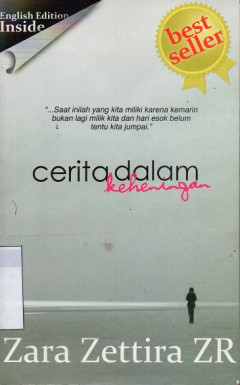 English Edition
Inside
best
seller
"...Saat inilah yang kita miliki karena kemarin
bukan lagi milik kita dan hari esok belum
tentu kita jumpai."
cerita dalam
keheningan
Zara Zettira ZR